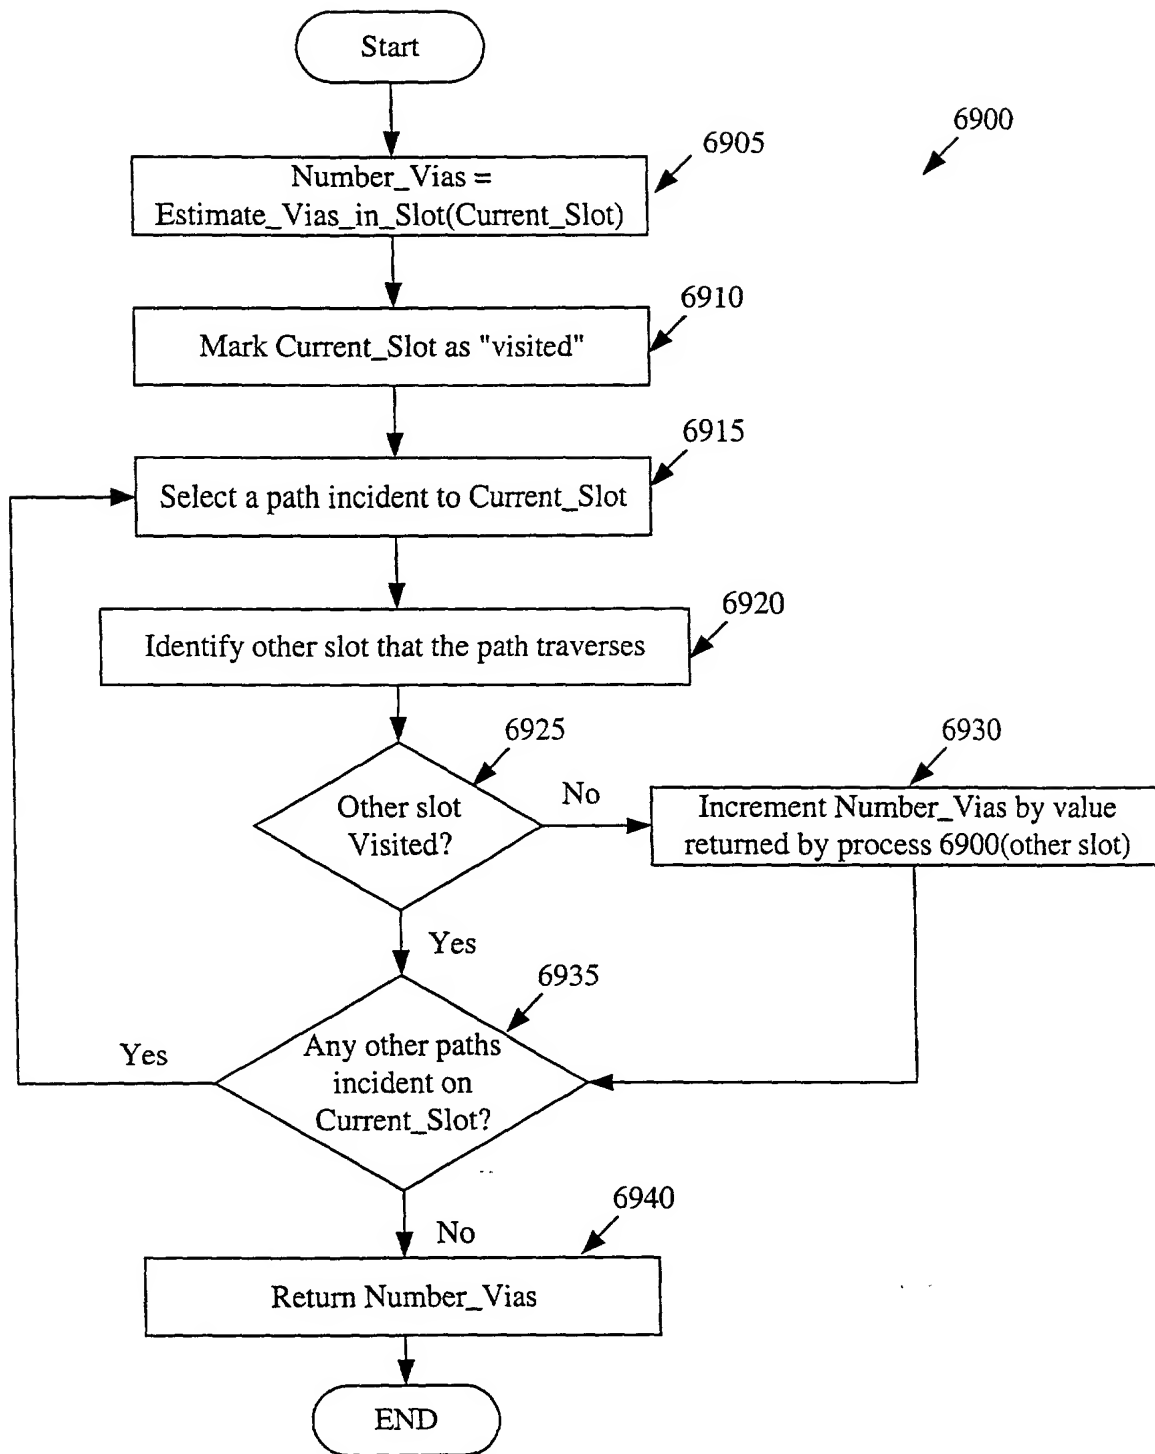 Start
6900
6905
Number_Vias =
Estimate_Vias_in_Slot(Current_Slot)
6910
Mark Current_Slot as "visited"
6915
Select a path incident to Current_Slot
6920
Identify other slot that the path traverses
6925
Other slot
Visited?
No
6930
Increment Number_Vias by value
returned by process 6900(other slot)
Yes
6935
Any other paths
incident on
Current_Slot?
Yes
No
6940
Return Number_Vias
END